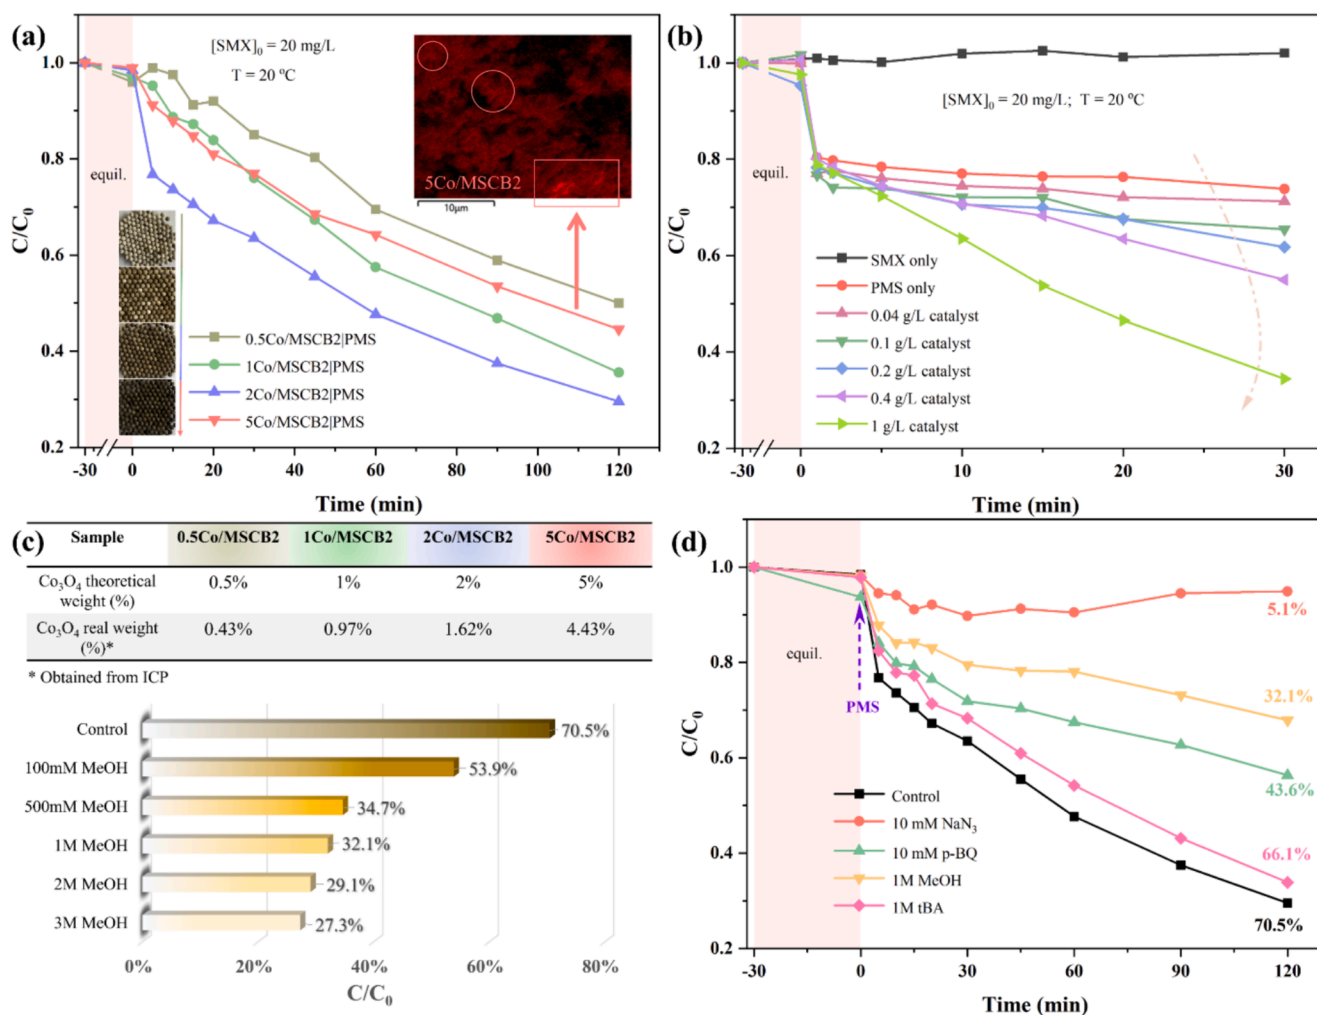 (a)
[SMX]₀ = 20 mg/L
T = 20 ºC
equil.
5Co/MSCB2
10μm
0.5Co/MSCB2|PMS
1Co/MSCB2|PMS
2Co/MSCB2|PMS
5Co/MSCB2|PMS
C/C₀
1.0
0.8
0.6
0.4
0.2
-30 0 20 40 60 80 100 120
Time (min)
(b)
[SMX]₀ = 20 mg/L; T = 20 ºC
equil.
SMX only
PMS only
0.04 g/L catalyst
0.1 g/L catalyst
0.2 g/L catalyst
0.4 g/L catalyst
1 g/L catalyst
C/C₀
1.0
0.8
0.6
0.4
0.2
-30 0 10 20 30
Time (min)
(c)
Sample 0.5Co/MSCB2 1Co/MSCB2 2Co/MSCB2 5Co/MSCB2
Co₃O₄ theoretical
weight (%)
0.5% 1% 2% 5%
Co₃O₄ real weight
(%)*
0.43% 0.97% 1.62% 4.43%
* Obtained from ICP
Control 70.5%
100mM MeOH 53.9%
500mM MeOH 34.7%
1M MeOH 32.1%
2M MeOH 29.1%
3M MeOH 27.3%
0% 20% 40% 60% 80%
C/C₀
(d)
equil.
PMS
5.1%
32.1%
43.6%
66.1%
70.5%
Control
10 mM NaN₃
10 mM p-BQ
1M MeOH
1M tBA
C/C₀
1.0
0.8
0.6
0.4
0.2
-30 0 30 60 90 120
Time (min)